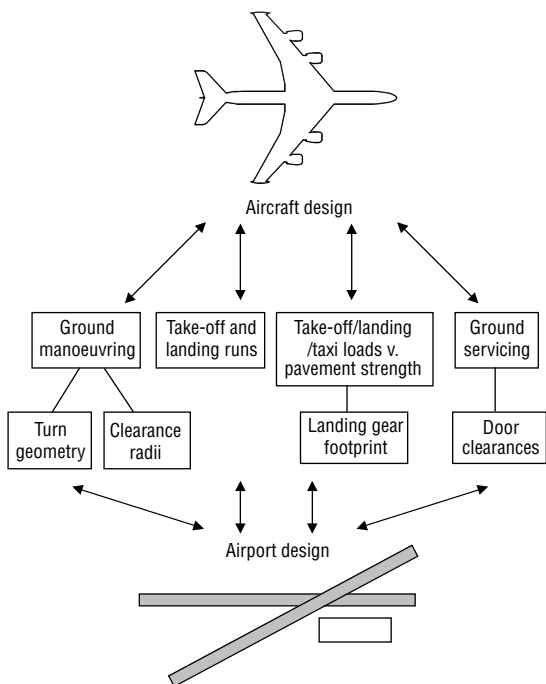 Aircraft design
Ground
manoeuvring
Take-off and
landing runs
Take-off/landing
/taxi loads v.
pavement strength
Ground
servicing
Turn
geometry
Clearance
radii
Landing gear
footprint
Door
clearances
Airport design